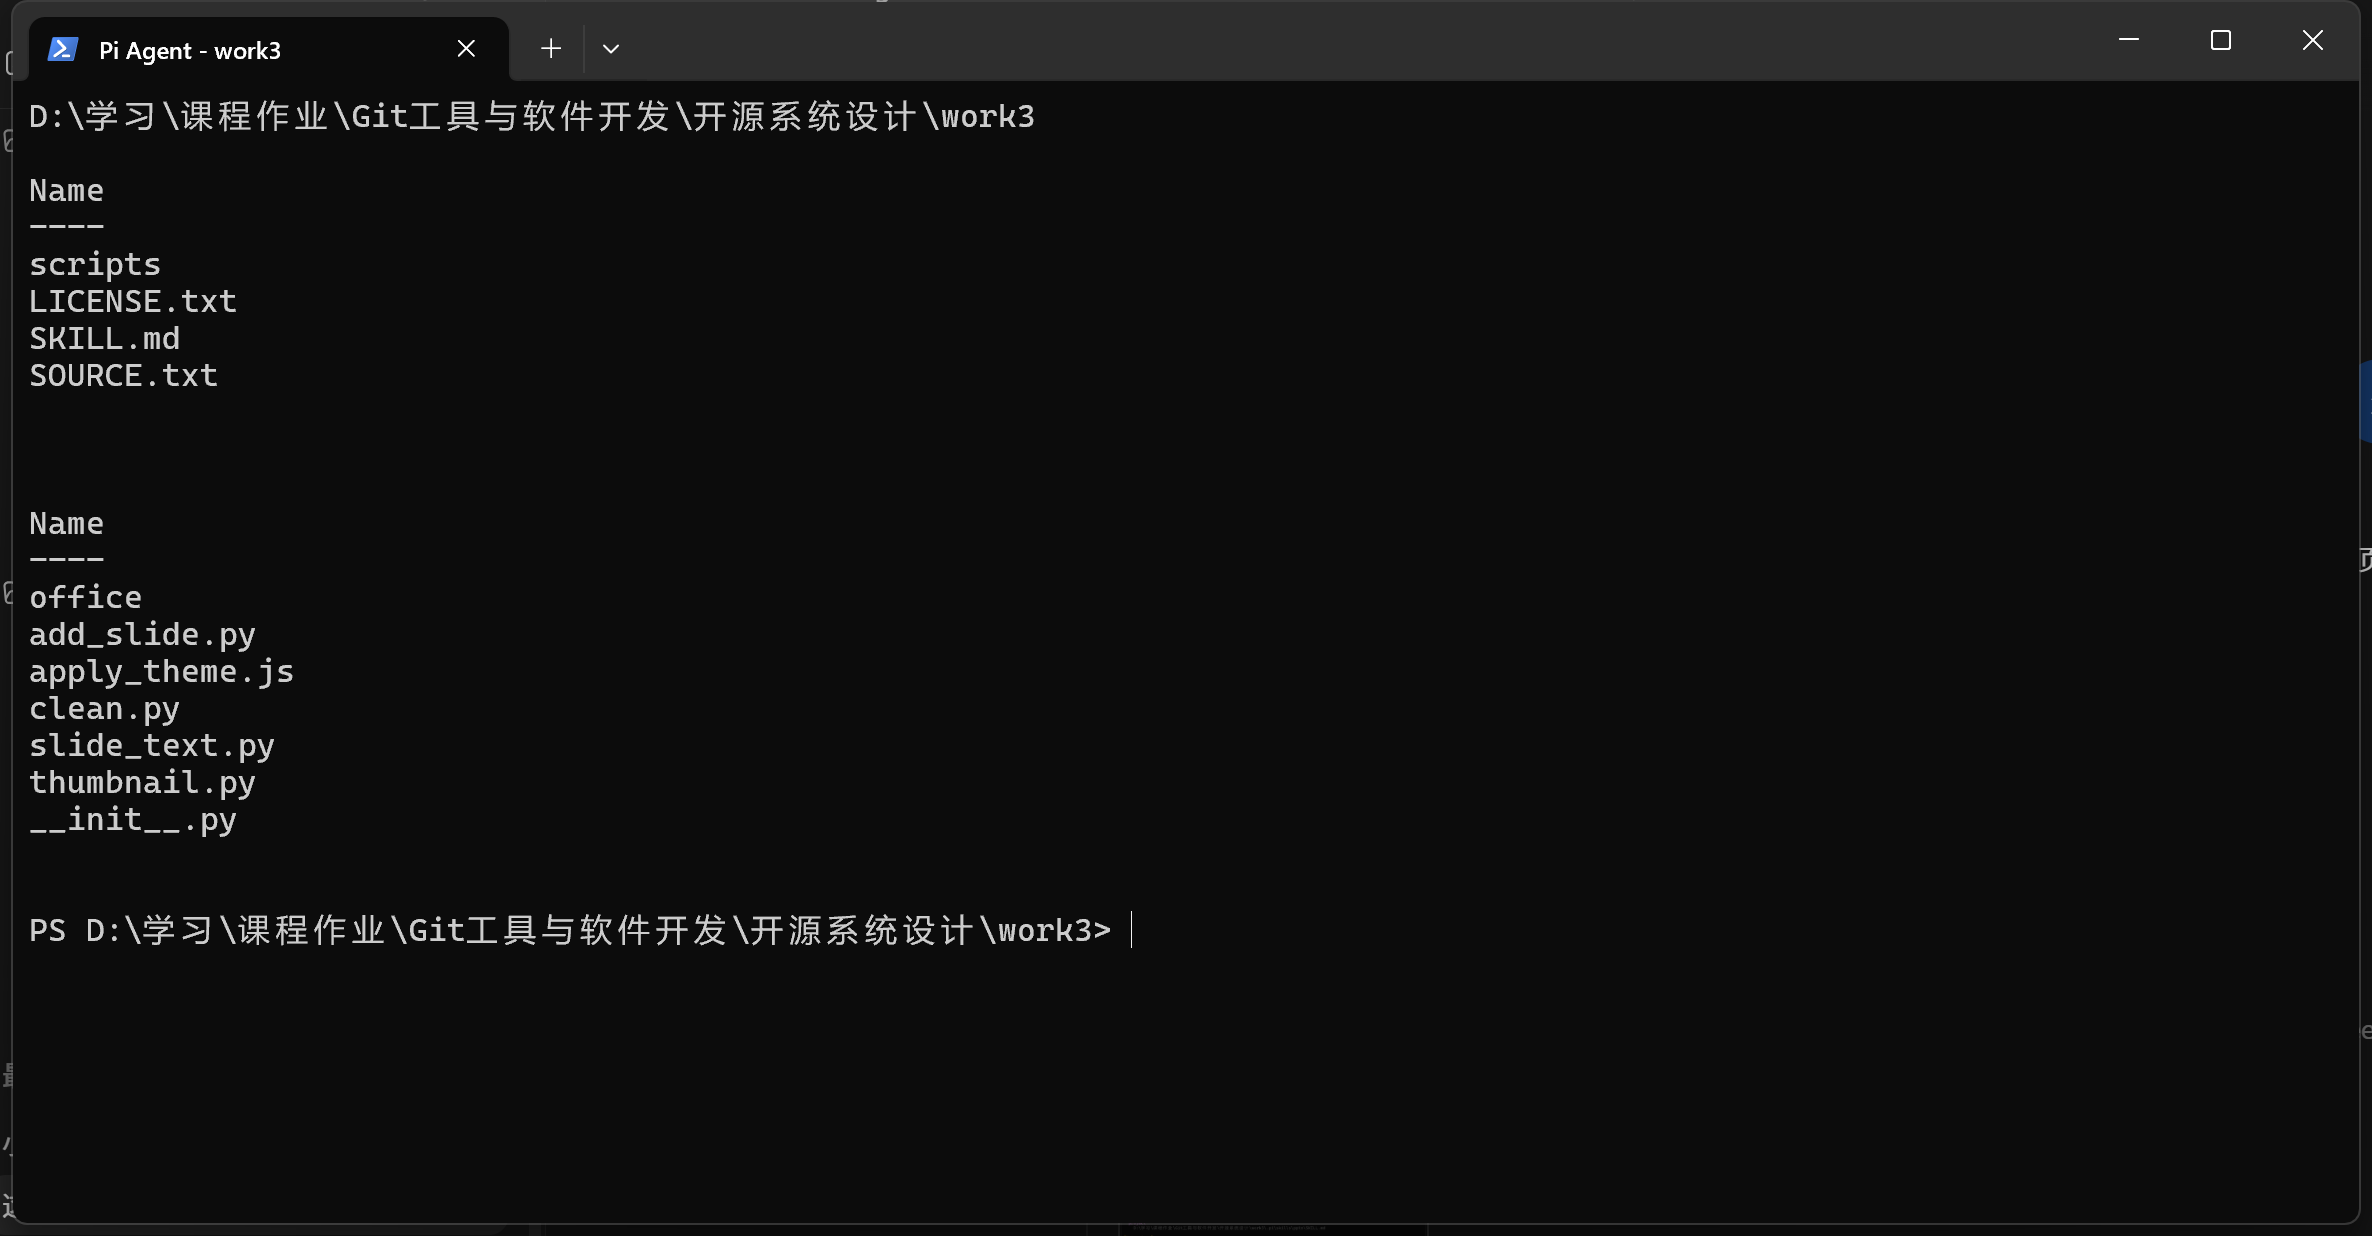 Pi Agent - work3
D:\学习\课程作业\Git工具与软件开发\开源系统设计\work3
Name
----
scripts
LICENSE.txt
SKILL.md
SOURCE.txt
Name
----
office
add_slide.py
apply_theme.js
clean.py
slide_text.py
thumbnail.py
__init__.py
PS D:\学习\课程作业\Git工具与软件开发\开源系统设计\work3>